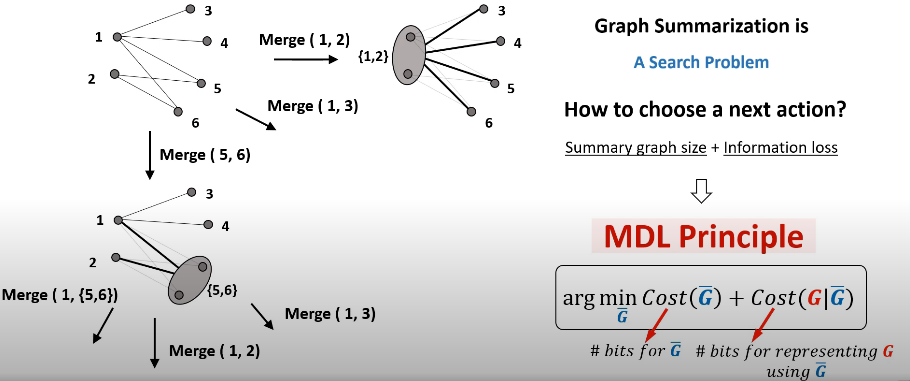 3
1
4
2
5
6
Merge ( 1, 2)
Merge ( 1, 3)
Merge ( 5, 6)
{1,2}
3
4
5
6
1
3
4
2
{5,6}
Merge ( 1, {5,6})
Merge ( 1, 2)
Merge ( 1, 3)
Graph Summarization is
A Search Problem
How to choose a next action?
Summary graph size + Information loss
MDL Principle
arg min Cost(G̅) + Cost(G|G̅)
G̅
# bits for G̅
# bits for representing G
using G̅